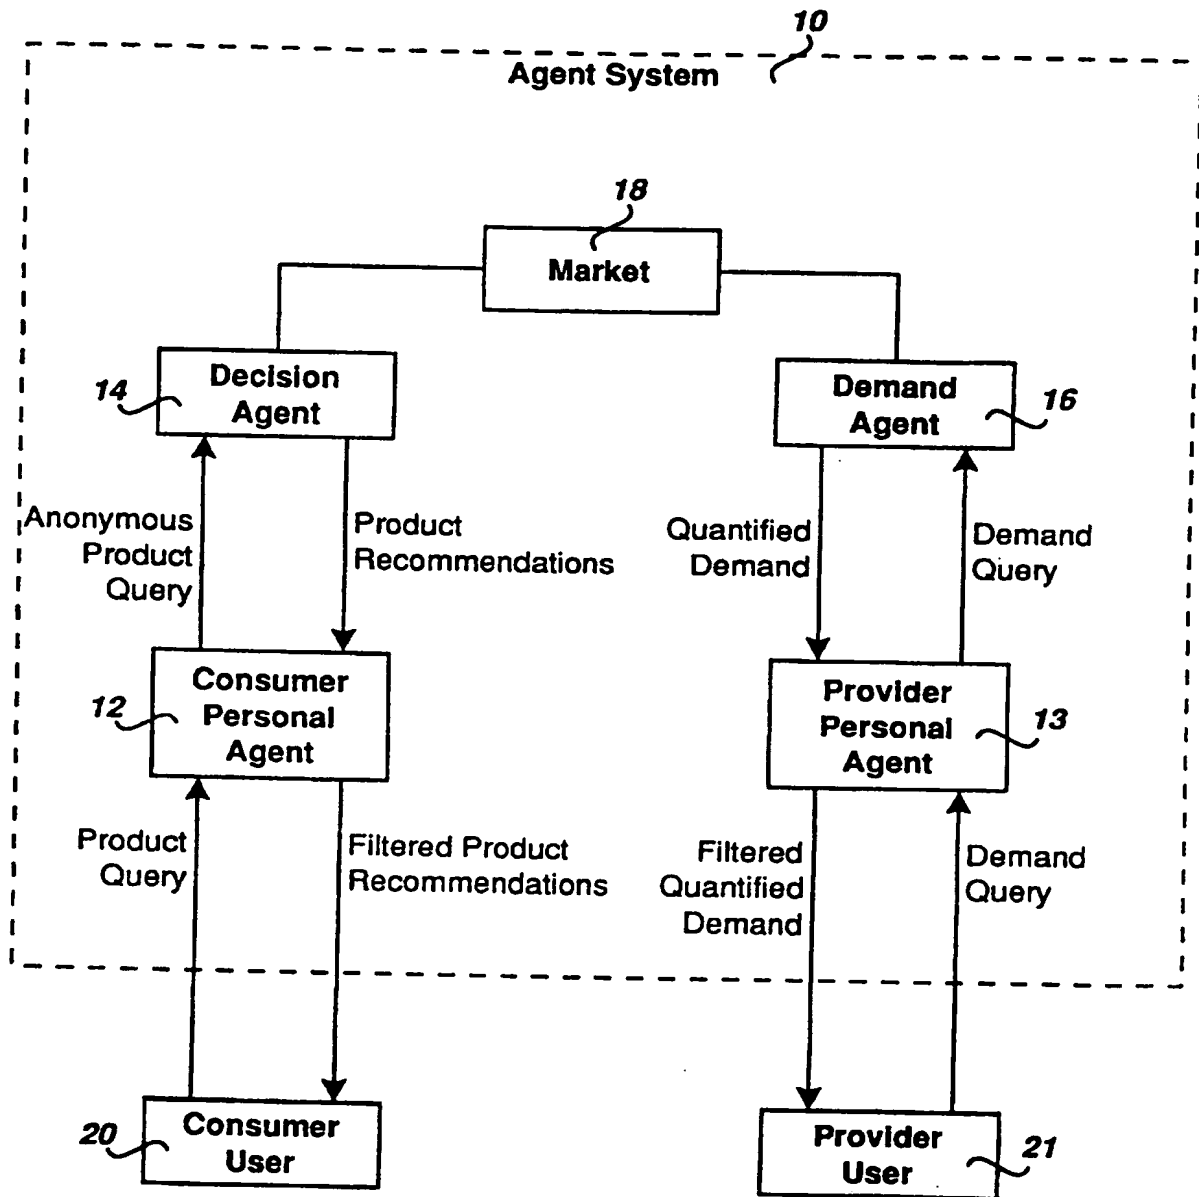 10
Agent System
18
Market
Decision
Agent
14
Demand
Agent
16
Anonymous
Product
Query
Product
Recommendations
Quantified
Demand
Demand
Query
Consumer
Personal
Agent
12
Provider
Personal
Agent
13
Product
Query
Filtered Product
Recommendations
Filtered
Quantified
Demand
Demand
Query
Consumer
User
20
Provider
User
21